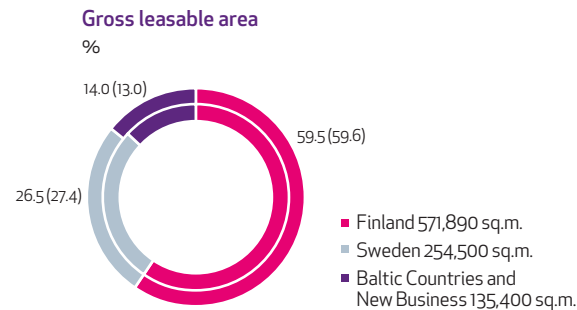 Gross leasable area
%
14.0 (13.0)
59.5 (59.6)
26.5 (27.4)
Finland 571,890 sq.m.
Sweden 254,500 sq.m.
Baltic Countries and
New Business 135,400 sq.m.